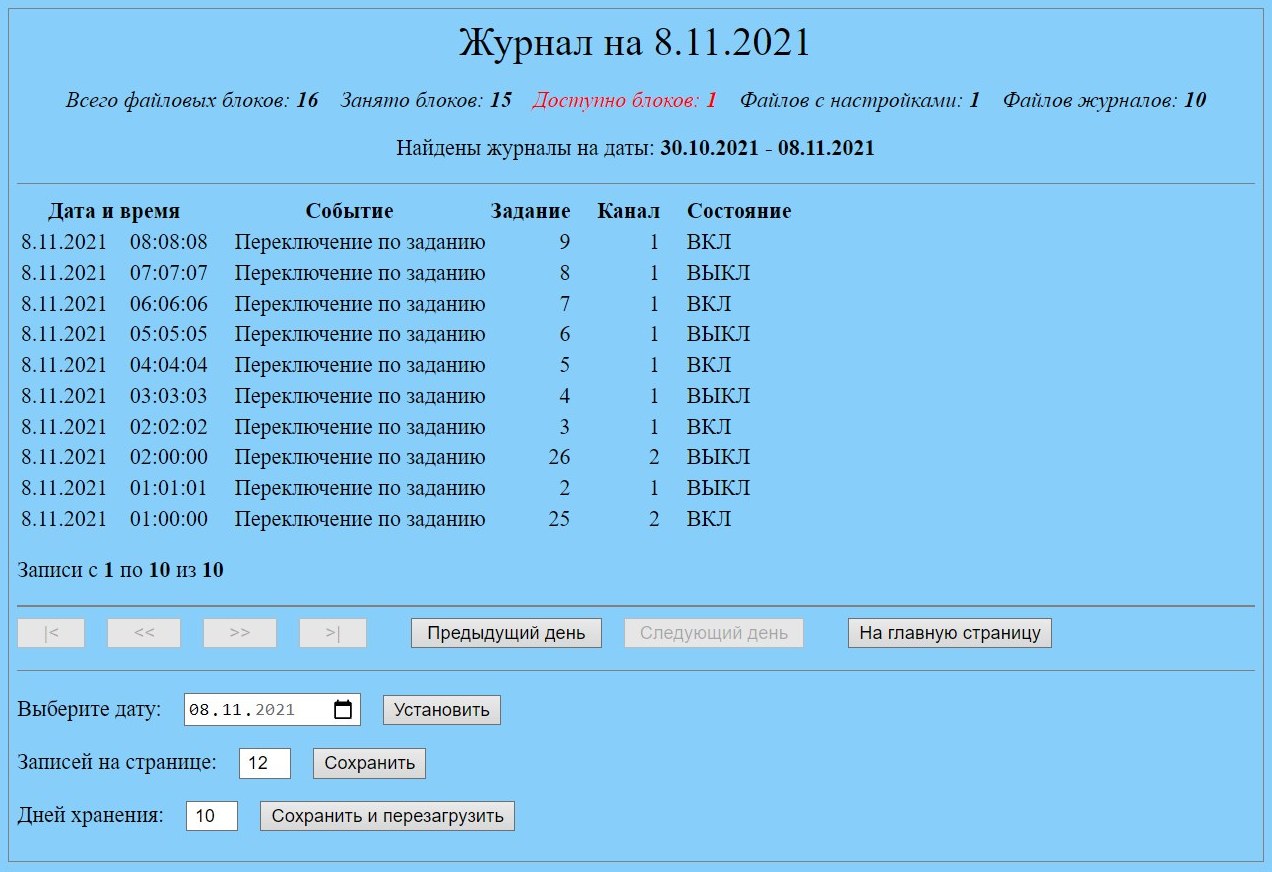 Журнал на 8.11.2021
Всего файловых блоков: 16 Занято блоков: 15 Доступно блоков: 1 Файлов с настройками: 1 Файлов журналов: 10
Найдены журналы на даты: 30.10.2021 - 08.11.2021
Дата и время Событие Задание Канал Состояние
8.11.2021 08:08:08 Переключение по заданию 9 1 ВКЛ
8.11.2021 07:07:07 Переключение по заданию 8 1 ВЫКЛ
8.11.2021 06:06:06 Переключение по заданию 7 1 ВКЛ
8.11.2021 05:05:05 Переключение по заданию 6 1 ВЫКЛ
8.11.2021 04:04:04 Переключение по заданию 5 1 ВКЛ
8.11.2021 03:03:03 Переключение по заданию 4 1 ВЫКЛ
8.11.2021 02:02:02 Переключение по заданию 3 1 ВКЛ
8.11.2021 02:00:00 Переключение по заданию 26 2 ВЫКЛ
8.11.2021 01:01:01 Переключение по заданию 2 1 ВЫКЛ
8.11.2021 01:00:00 Переключение по заданию 25 2 ВКЛ
Записи с 1 по 10 из 10
|< << >> >| Предыдущий день Следующий день На главную страницу
Выберите дату: 08.11.2021 Установить
Записей на странице: 12 Сохранить
Дней хранения: 10 Сохранить и перезагрузить